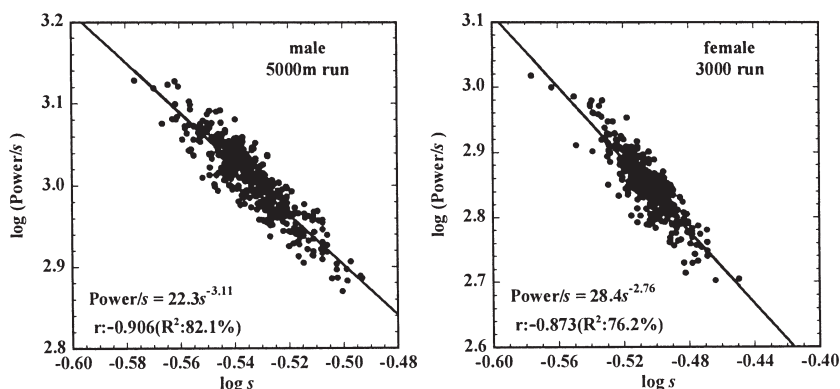 3.2
3.1
3.0
2.9
2.8
log (Power/s)
male
5000m run
Power/s = 22.3s^-3.11
r:-0.906(R²:82.1%)
-0.60 -0.58 -0.56 -0.54 -0.52 -0.50 -0.48
log s
3.1
3.0
2.9
2.8
2.7
2.6
log (Power/s)
female
3000 run
Power/s = 28.4s^-2.76
r:-0.873(R²:76.2%)
-0.60 -0.56 -0.52 -0.48 -0.44 -0.40
log s